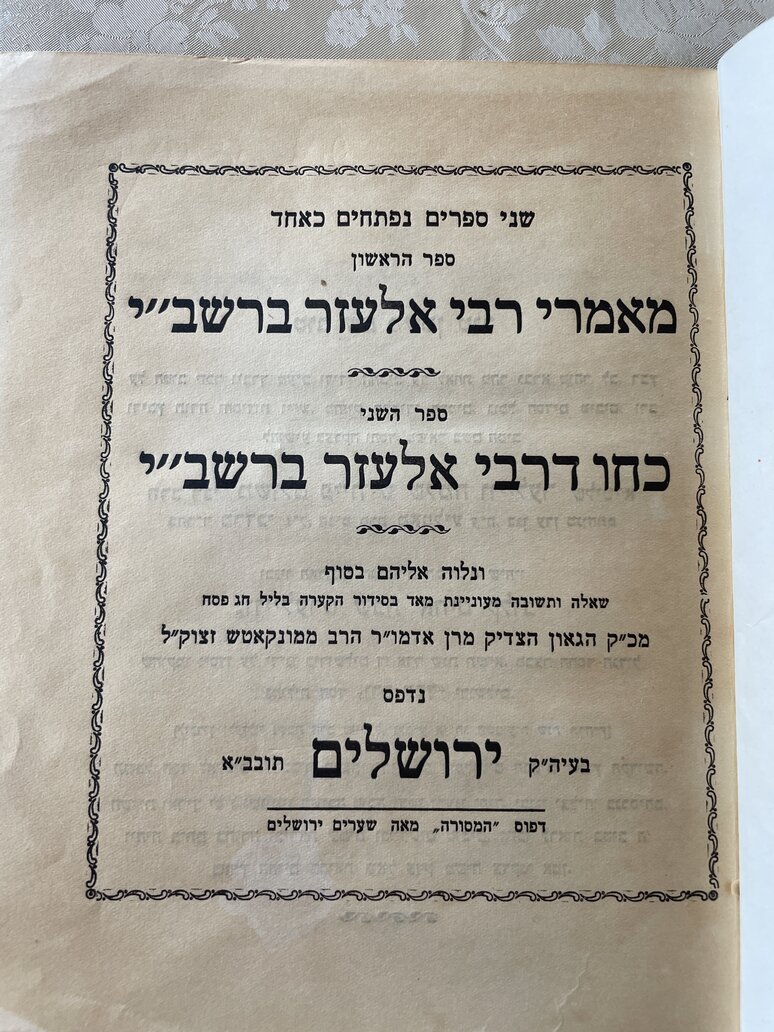 שני ספרים נפתחים כאחד
ספר הראשון
מאמרי רבי אלעזר ברשב״י
ספר השני
כחו דרבי אלעזר ברשב״י
ונלוה אליהם בסוף
שאלה ותשובה מעוניינת מאד בסידור הקערה בליל חג פסח
מכ״ק הגאון הצדיק מרן אדמו״ר הרב ממונקאטש זצוק״ל
נדפס
בעיה״ק ירושלים תובב״א
דפוס "המסורה„ מאה שערים ירושלים